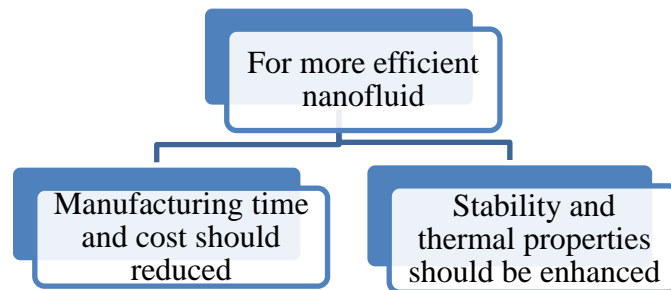 For more efficient
nanofluid
Manufacturing time
and cost should
reduced
Stability and
thermal properties
should be enhanced